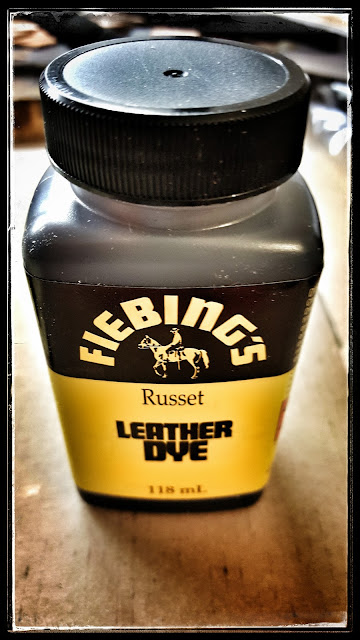 FIEBING'S
Russet
LEATHER
DYE
118 mL